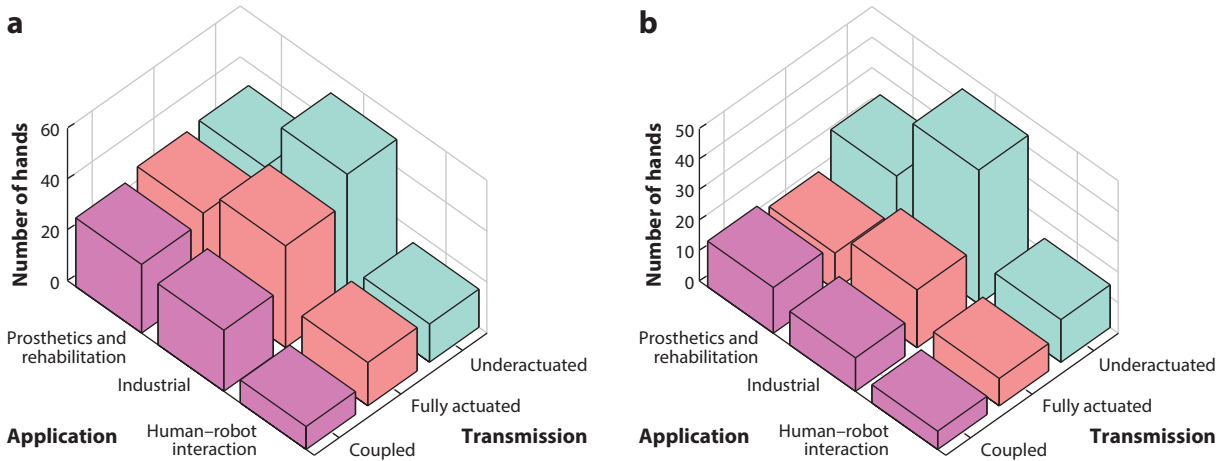 a
Number of hands
60
40
20
0
Prosthetics and
rehabilitation
Industrial
Human–robot
interaction
Application
Underactuated
Fully actuated
Coupled
Transmission
b
Number of hands
50
40
30
20
10
0
Prosthetics and
rehabilitation
Industrial
Human–robot
interaction
Application
Underactuated
Fully actuated
Coupled
Transmission